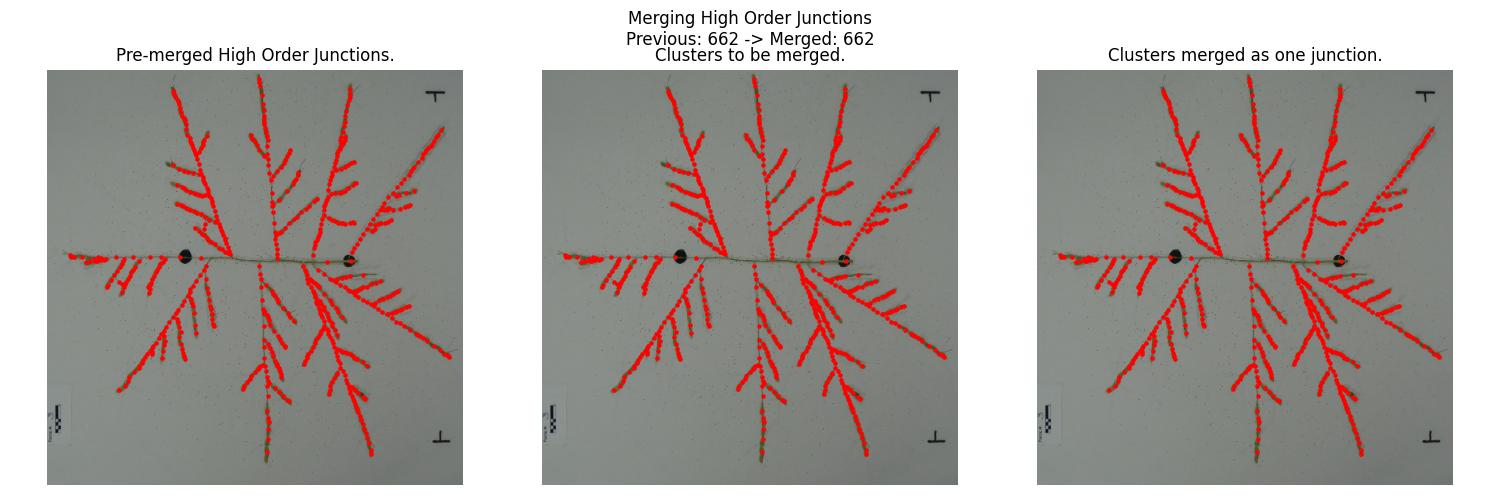 Merging High Order Junctions
Previous: 662 -> Merged: 662
Pre-merged High Order Junctions.
Clusters to be merged.
Clusters merged as one junction.